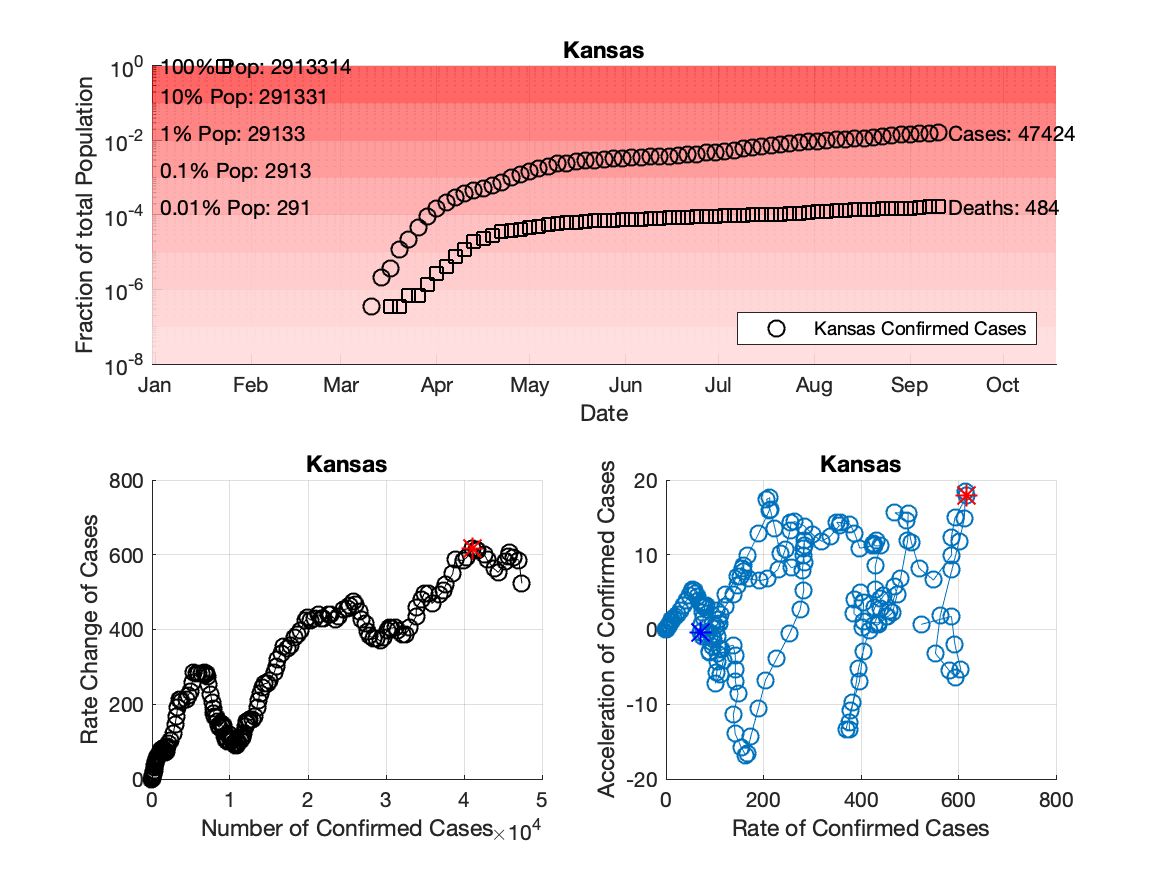 Kansas
10^0
10^-2
10^-4
10^-6
10^-8
Fraction of total Population
100% Pop: 2913314
10% Pop: 291331
1% Pop: 29133
0.1% Pop: 2913
0.01% Pop: 291
Cases: 47424
Deaths: 484
Kansas Confirmed Cases
Jan Feb Mar Apr May Jun Jul Aug Sep Oct
Date
Kansas
800
600
400
200
0
Rate Change of Cases
0 1 2 3 4 5
Number of Confirmed Cases ×10^4
Kansas
20
10
0
-10
-20
Acceleration of Confirmed Cases
0 200 400 600 800
Rate of Confirmed Cases